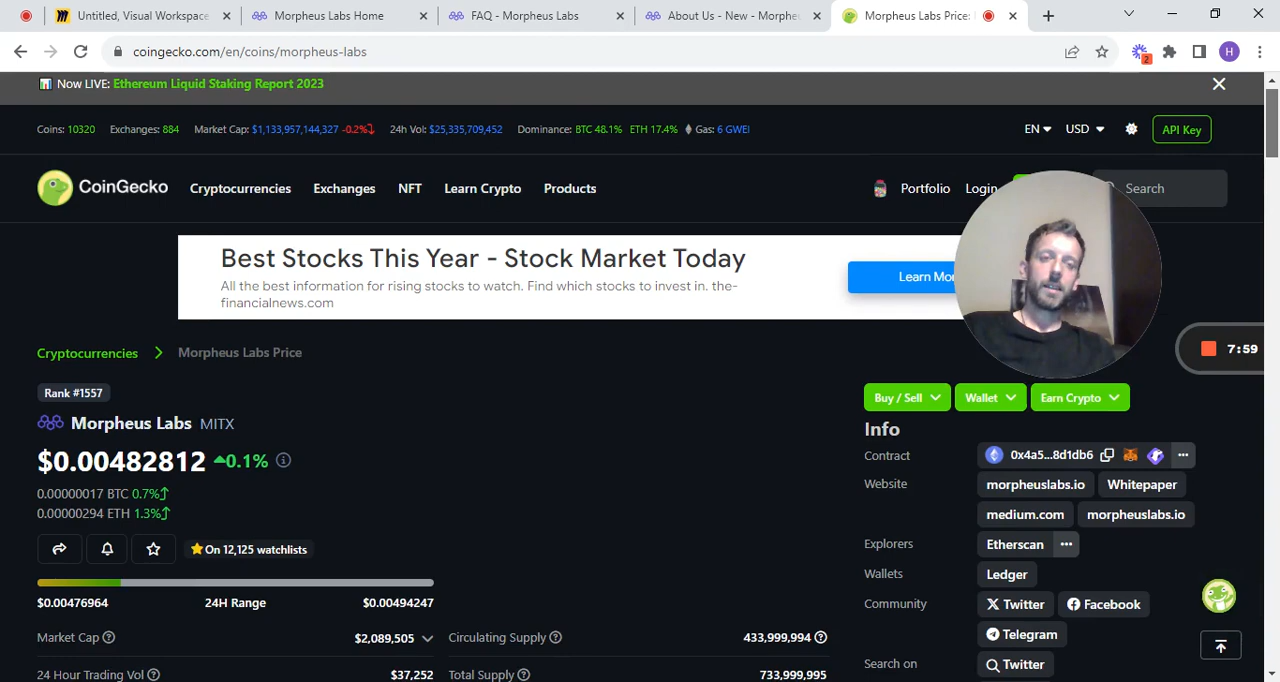 Untitled, Visual Workspace
Morpheus Labs Home
FAQ - Morpheus Labs
About Us - New - Morphe
Morpheus Labs Price:
coingecko.com/en/coins/morpheus-labs
2
H
Now LIVE: Ethereum Liquid Staking Report 2023
Coins: 10320 Exchanges: 884 Market Cap: $1,133,957,144,327 -0.2% 24h Vol: $25,335,709,452 Dominance: BTC 48.1% ETH 17.4% Gas: 6 GWEI
EN USD API Key
CoinGecko Cryptocurrencies Exchanges NFT Learn Crypto Products Portfolio Login Search
Best Stocks This Year - Stock Market Today
All the best information for rising stocks to watch. Find which stocks to invest in. the-
financialnews.com
Learn Mor
Cryptocurrencies Morpheus Labs Price
7:59
Rank #1557
Morpheus Labs MITX
$0.00482812 0.1%
0.00000017 BTC 0.7%
0.00000294 ETH 1.3%
On 12,125 watchlists
$0.00476964 24H Range $0.00494247
Market Cap $2,089,505
24 Hour Trading Vol $37,252
Circulating Supply 433,999,994
Total Supply 733,999,995
Buy / Sell Wallet Earn Crypto
Info
Contract 0x4a5...8d1db6
Website morpheuslabs.io Whitepaper
medium.com morpheuslabs.io
Explorers Etherscan
Wallets Ledger
Community X Twitter Facebook
Telegram
Search on Twitter